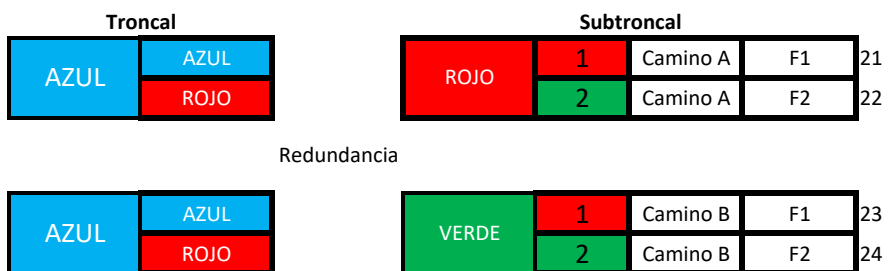 Troncal Subtroncal
AZUL AZUL ROJO 1 Camino A F1 21
ROJO 2 Camino A F2 22
Redundancia
AZUL AZUL VERDE 1 Camino B F1 23
ROJO 2 Camino B F2 24